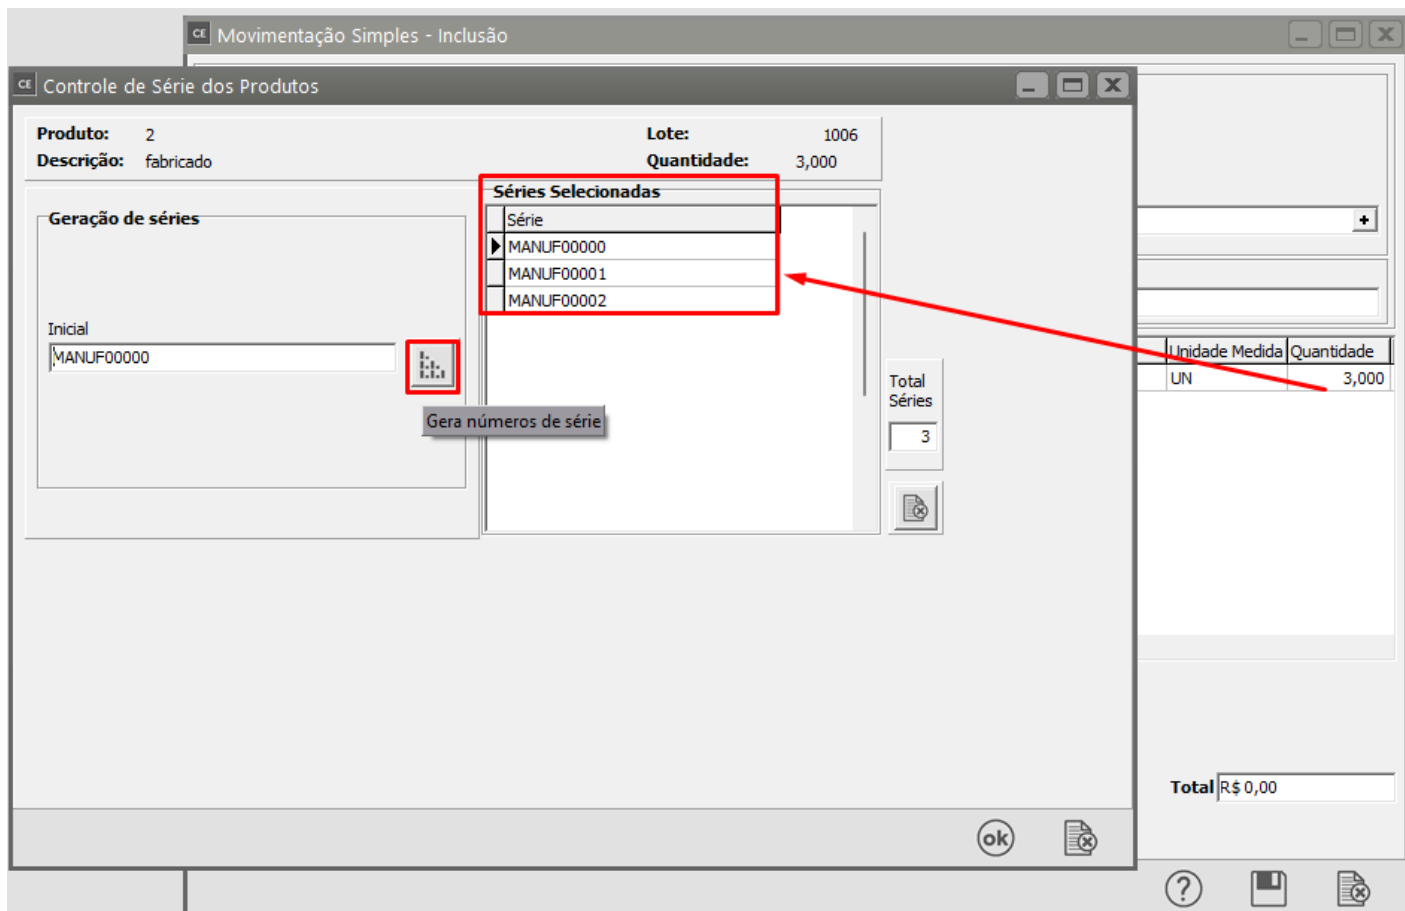 CE Movimentação Simples - Inclusão
CE Controle de Série dos Produtos
Produto: 2
Lote: 1006
Descrição: fabricado
Quantidade: 3,000
Séries Selecionadas
Geração de séries
Série
MANUF00000
MANUF00001
MANUF00002
Inicial
MANUF00000
Gera números de série
Total
Séries
3
+
Unidade Medida Quantidade
UN 3,000
Total R$ 0,00
ok
?